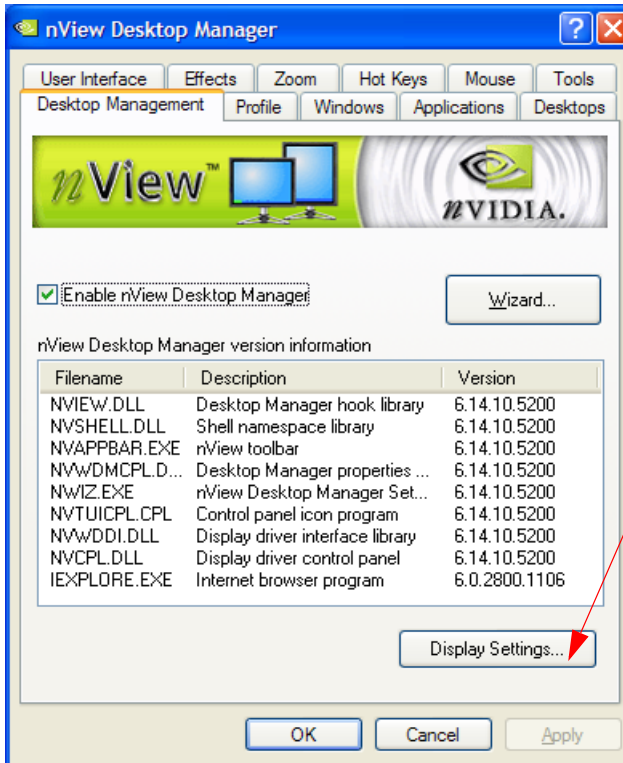 nView Desktop Manager
User Interface Effects Zoom Hot Keys Mouse Tools
Desktop Management Profile Windows Applications Desktops
nView™ nVIDIA.
Enable nView Desktop Manager Wizard...
nView Desktop Manager version information
Filename Description Version
NVIEW.DLL Desktop Manager hook library 6.14.10.5200
NVSHELL.DLL Shell namespace library 6.14.10.5200
NVAPPBAR.EXE nView toolbar 6.14.10.5200
NVWDMCPL.D... Desktop Manager properties ... 6.14.10.5200
NWIZ.EXE nView Desktop Manager Set... 6.14.10.5200
NVTUICPL.CPL Control panel icon program 6.14.10.5200
NVWDDI.DLL Display driver interface library 6.14.10.5200
NVCPL.DLL Display driver control panel 6.14.10.5200
IEXPLORE.EXE Internet browser program 6.0.2800.1106
Display Settings...
OK Cancel Apply